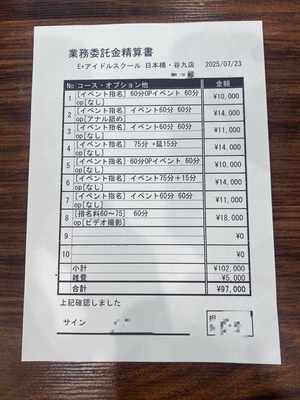 業務委託金精算書
E+アイドルスクール 日本橋・谷九店 2025/07/23
No コース・オプション他 金額
1 [イベント指名] 60分OPイベント 60分 op[なし] ¥10,000
2 [イベント指名] イベント60分 60分 op[アナル舐め] ¥14,000
3 [イベント指名] イベント60分 60分 op[なし] ¥11,000
4 [イベント指名] 75分 +延15分 op[なし] ¥14,000
5 [イベント指名] 60分OPイベント 60分 op[なし] ¥10,000
6 [イベント指名] イベント75分+15分 op[なし] ¥14,000
7 [イベント指名] イベント60分 60分 op[なし] ¥11,000
8 [指名料60〜75] 60分 op[ビデオ撮影] ¥18,000
9 ¥0
10 ¥0
小計 ¥102,000
雑費 ¥5,000
合計 ¥97,000
上記確認しました
サイン
担